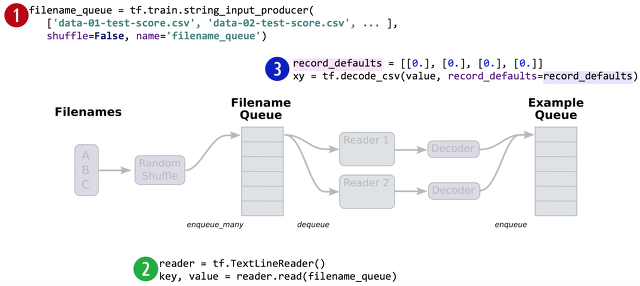 1 filename_queue = tf.train.string_input_producer(
['data-01-test-score.csv', 'data-02-test-score.csv', ... ],
shuffle=False, name='filename_queue')
3 record_defaults = [[0.], [0.], [0.], [0.]]
xy = tf.decode_csv(value, record_defaults=record_defaults)
Filenames
Filename
Queue
Example
Queue
A
B
C
Random
Shuffle
Reader 1
Decoder
Reader 2
Decoder
enqueue_many
dequeue
enqueue
2 reader = tf.TextLineReader()
key, value = reader.read(filename_queue)